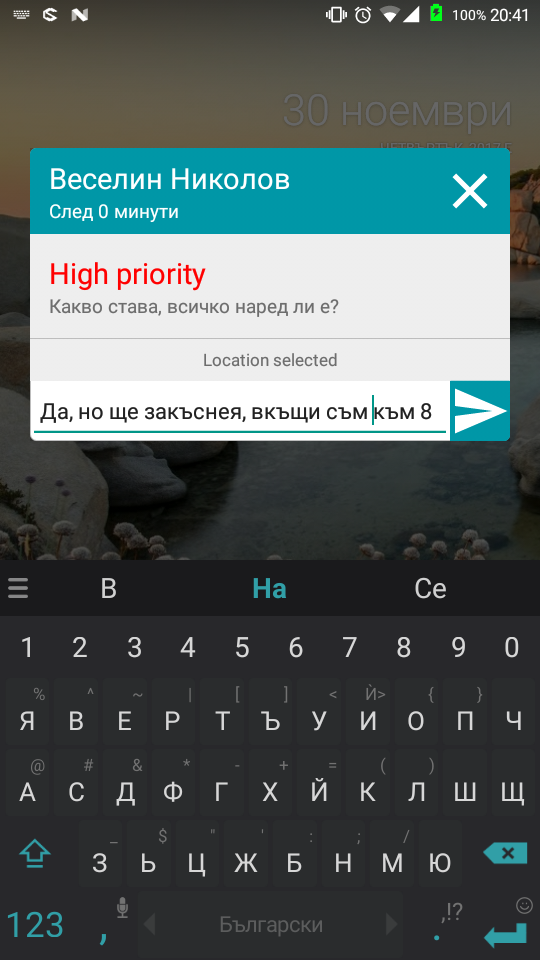 100% 20:41
30 ноември
Веселин Николов
След 0 минути
High priority
Какво става, всичко наред ли е?
Location selected
Да, но ще закъснея, вкъщи съм към 8
В На Се
1 2 3 4 5 6 7 8 9 0
% ^ ~ | [ ] < Ѝ> { }
Я В Е Р Т Ъ У И О П Ч
@ # & * - + = ( )
А С Д Ф Г Х Й К Л Ш Щ
_ $ " ' : ; /
З Ь Ц Ж Б Н М Ю
123 , Български . ,!?